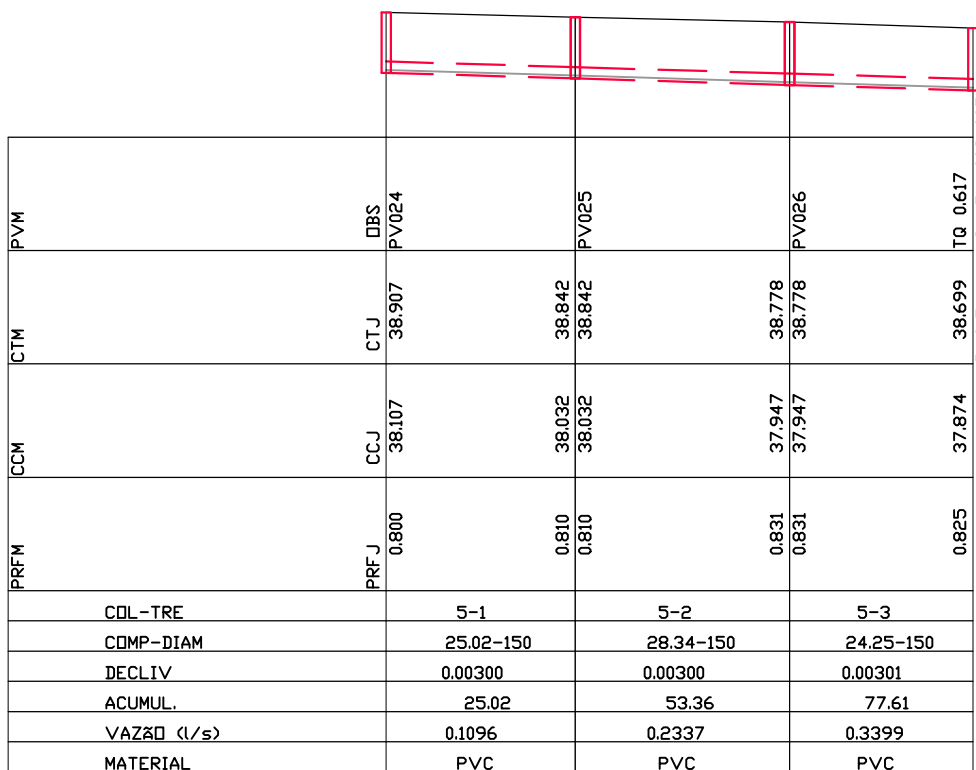 PVM OBS PV024 PV025 PV026 TQ 0.617
CTM CTJ 38.907 38.842 38.842 38.778 38.778 38.699
CCM CCJ 38.107 38.032 38.032 37.947 37.947 37.874
PRFM PRFJ 0.800 0.810 0.810 0.831 0.831 0.825
COL-TRE 5-1 5-2 5-3
COMP-DIAM 25.02-150 28.34-150 24.25-150
DECLIV 0.00300 0.00300 0.00301
ACUMUL. 25.02 53.36 77.61
VAZÃO (l/s) 0.1096 0.2337 0.3399
MATERIAL PVC PVC PVC